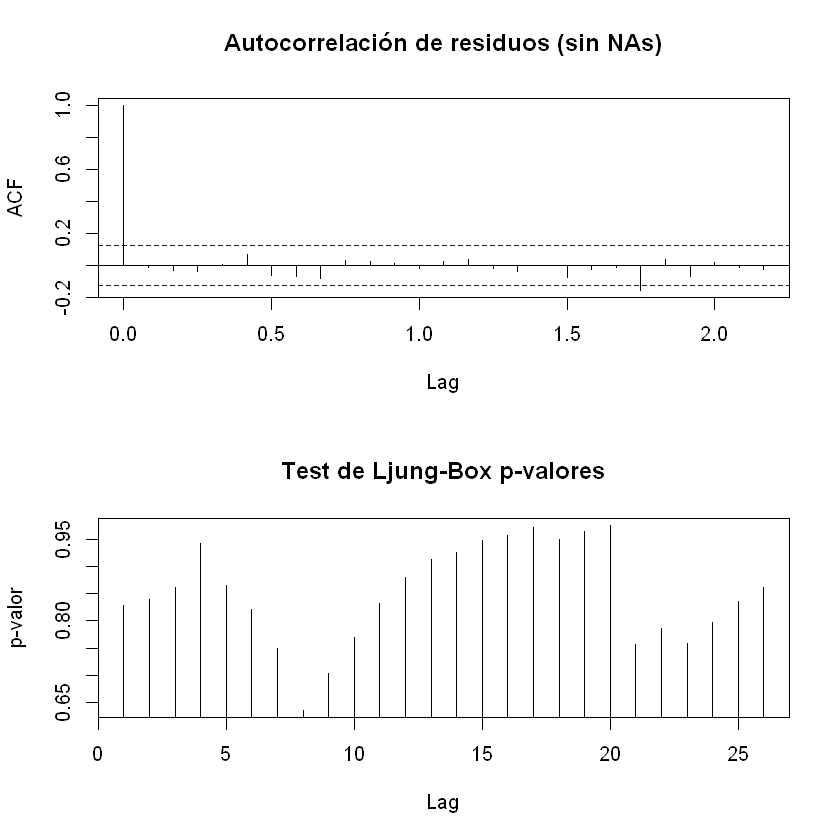 Autocorrelación de residuos (sin NAs)
1.0
0.6
0.2
-0.2
ACF
0.0 0.5 1.0 1.5 2.0
Lag
Test de Ljung-Box p-valores
0.95
0.80
0.65
p-valor
0 5 10 15 20 25
Lag